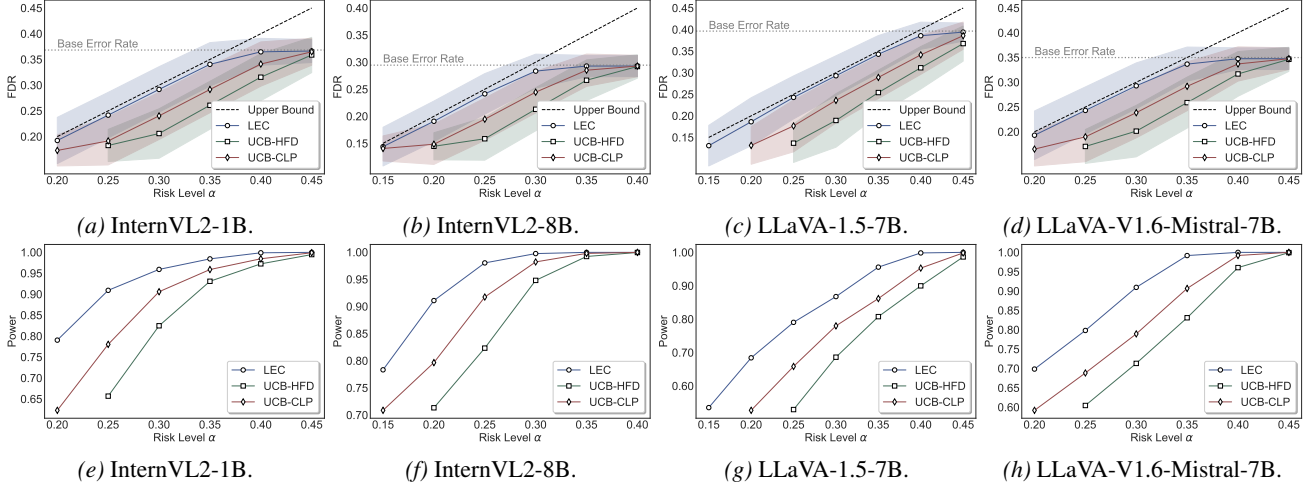 0.45
0.40
0.35
0.30
0.25
0.20
FDR
Base Error Rate
Upper Bound
LEC
UCB-HFD
UCB-CLP
0.20 0.25 0.30 0.35 0.40 0.45
Risk Level α
(a) InternVL2-1B.
0.40
0.35
0.30
0.25
0.20
0.15
FDR
Base Error Rate
Upper Bound
LEC
UCB-HFD
UCB-CLP
0.15 0.20 0.25 0.30 0.35 0.40
Risk Level α
(b) InternVL2-8B.
0.45
0.40
0.35
0.30
0.25
0.20
0.15
FDR
Base Error Rate
Upper Bound
LEC
UCB-HFD
UCB-CLP
0.15 0.20 0.25 0.30 0.35 0.40 0.45
Risk Level α
(c) LLaVA-1.5-7B.
0.45
0.40
0.35
0.30
0.25
0.20
FDR
Base Error Rate
Upper Bound
LEC
UCB-HFD
UCB-CLP
0.20 0.25 0.30 0.35 0.40 0.45
Risk Level α
(d) LLaVA-V1.6-Mistral-7B.
1.00
0.95
0.90
0.85
0.80
0.75
0.70
0.65
Power
LEC
UCB-HFD
UCB-CLP
0.20 0.25 0.30 0.35 0.40 0.45
Risk Level α
(e) InternVL2-1B.
1.00
0.95
0.90
0.85
0.80
0.75
0.70
Power
LEC
UCB-HFD
UCB-CLP
0.15 0.20 0.25 0.30 0.35 0.40
Risk Level α
(f) InternVL2-8B.
1.00
0.90
0.80
0.70
0.60
Power
LEC
UCB-HFD
UCB-CLP
0.15 0.20 0.25 0.30 0.35 0.40 0.45
Risk Level α
(g) LLaVA-1.5-7B.
1.00
0.95
0.90
0.85
0.80
0.75
0.70
0.65
0.60
Power
LEC
UCB-HFD
UCB-CLP
0.20 0.25 0.30 0.35 0.40 0.45
Risk Level α
(h) LLaVA-V1.6-Mistral-7B.